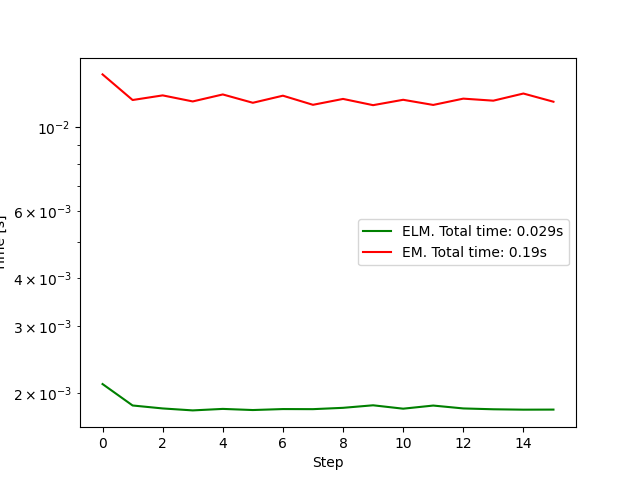 10⁻²
6 × 10⁻³
4 × 10⁻³
3 × 10⁻³
2 × 10⁻³
ELM. Total time: 0.029s
EM. Total time: 0.19s
0 2 4 6 8 10 12 14
Step